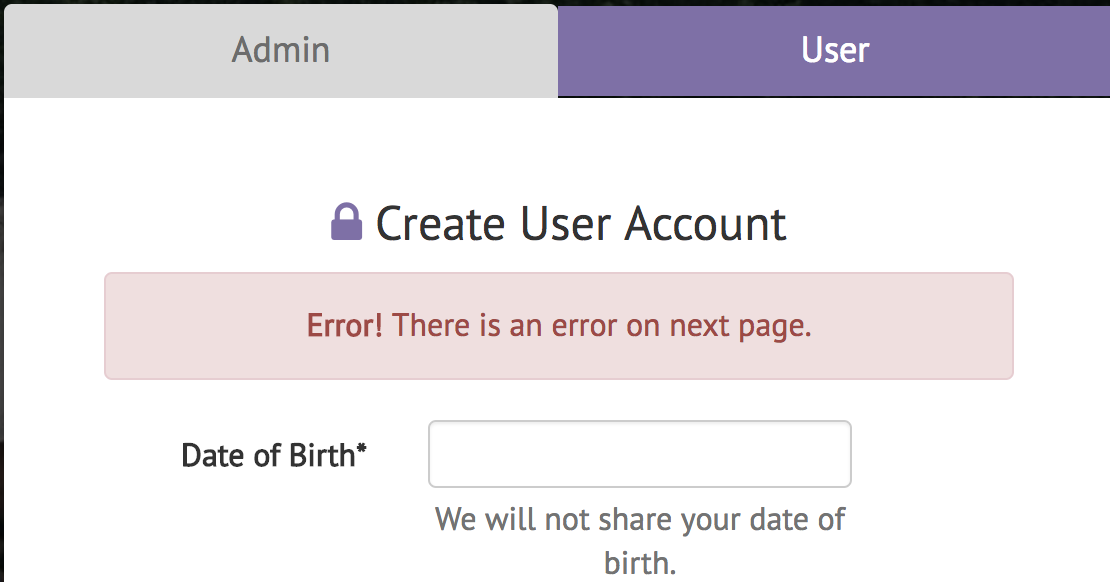 Admin
User
Create User Account
Error! There is an error on next page.
Date of Birth*
We will not share your date of
birth.